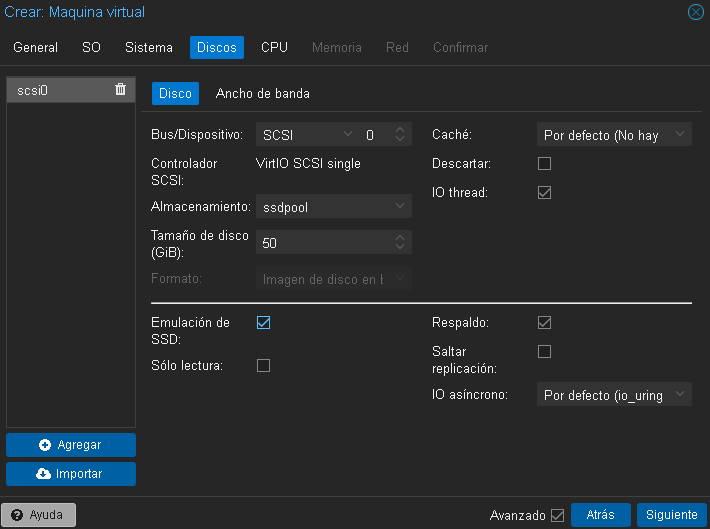 Crear: Maquina virtual
General SO Sistema Discos CPU Memoria Red Confirmar
scsi0
Disco Ancho de banda
Bus/Dispositivo: SCSI 0
Controlador SCSI: VirtIO SCSI single
Almacenamiento: ssdpool
Tamaño de disco (GiB): 50
Formato: Imagen de disco en b
Caché: Por defecto (No hay
Descartar:
IO thread:
Emulación de SSD:
Sólo lectura:
Respaldo:
Saltar replicación:
IO asíncrono: Por defecto (io_uring
Agregar
Importar
Ayuda
Avanzado Atrás Siguiente